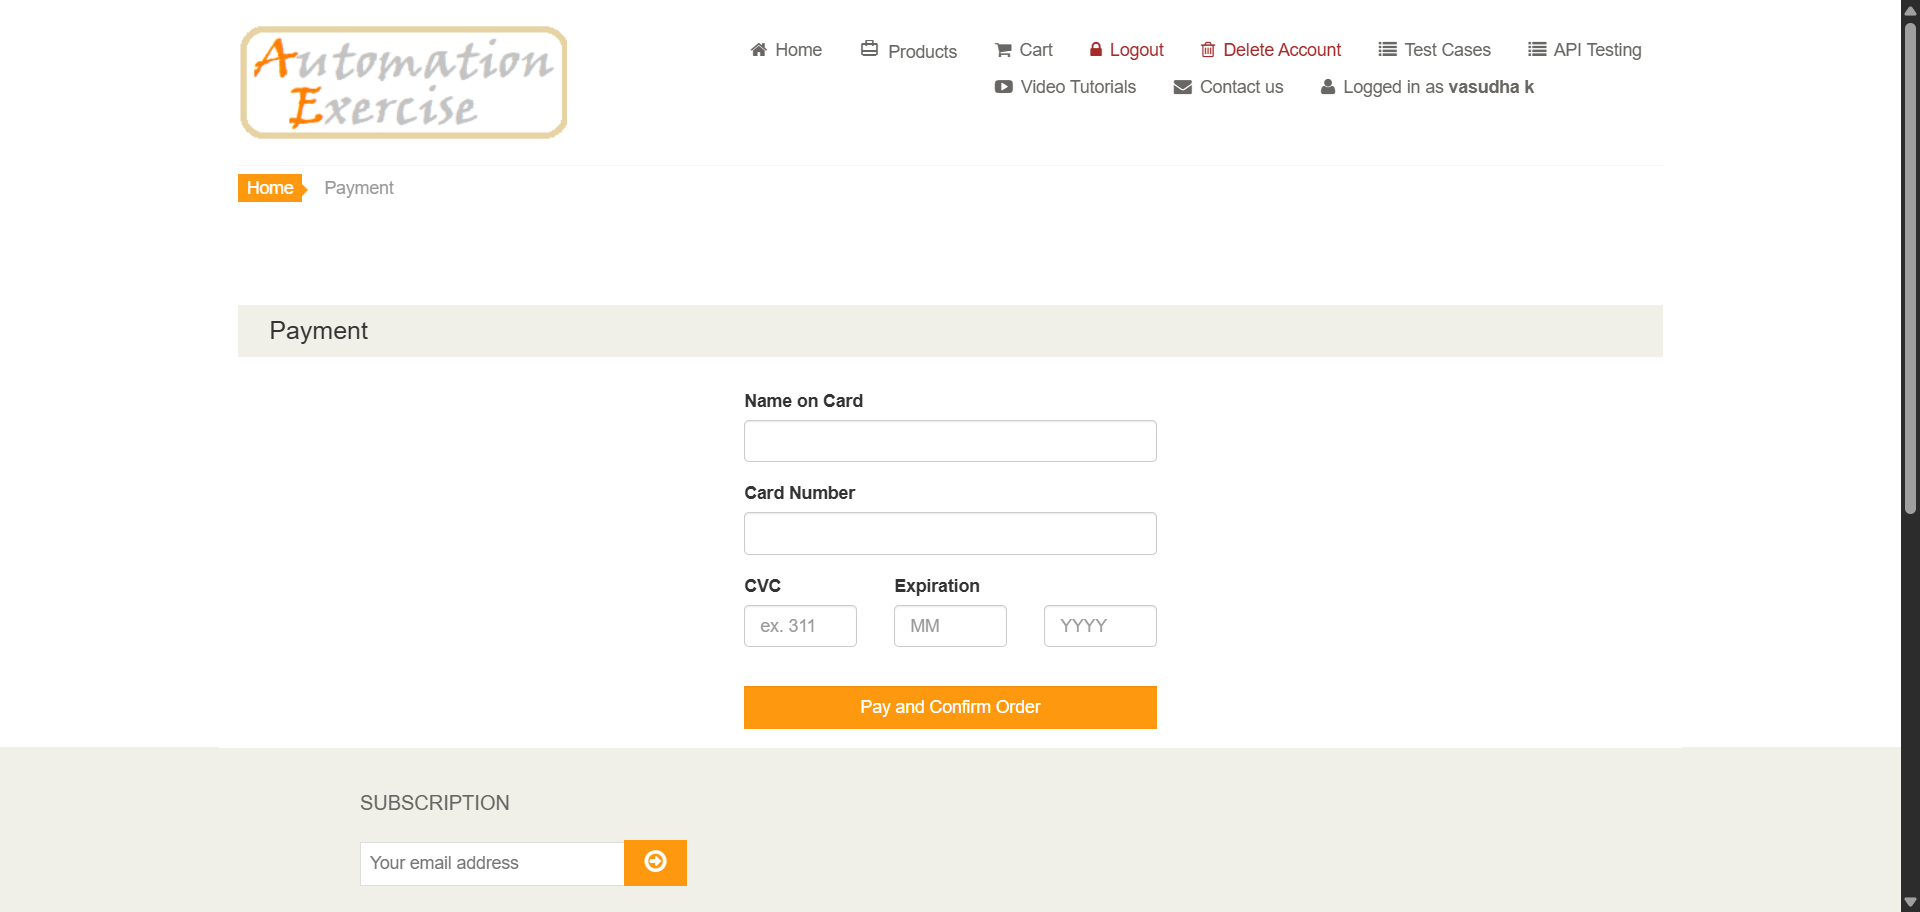 Automation
Exercise
Home Products Cart Logout Delete Account Test Cases API Testing
Video Tutorials Contact us Logged in as vasudha k
Home Payment
Payment
Name on Card
Card Number
CVC Expiration
ex. 311 MM YYYY
Pay and Confirm Order
SUBSCRIPTION
Your email address